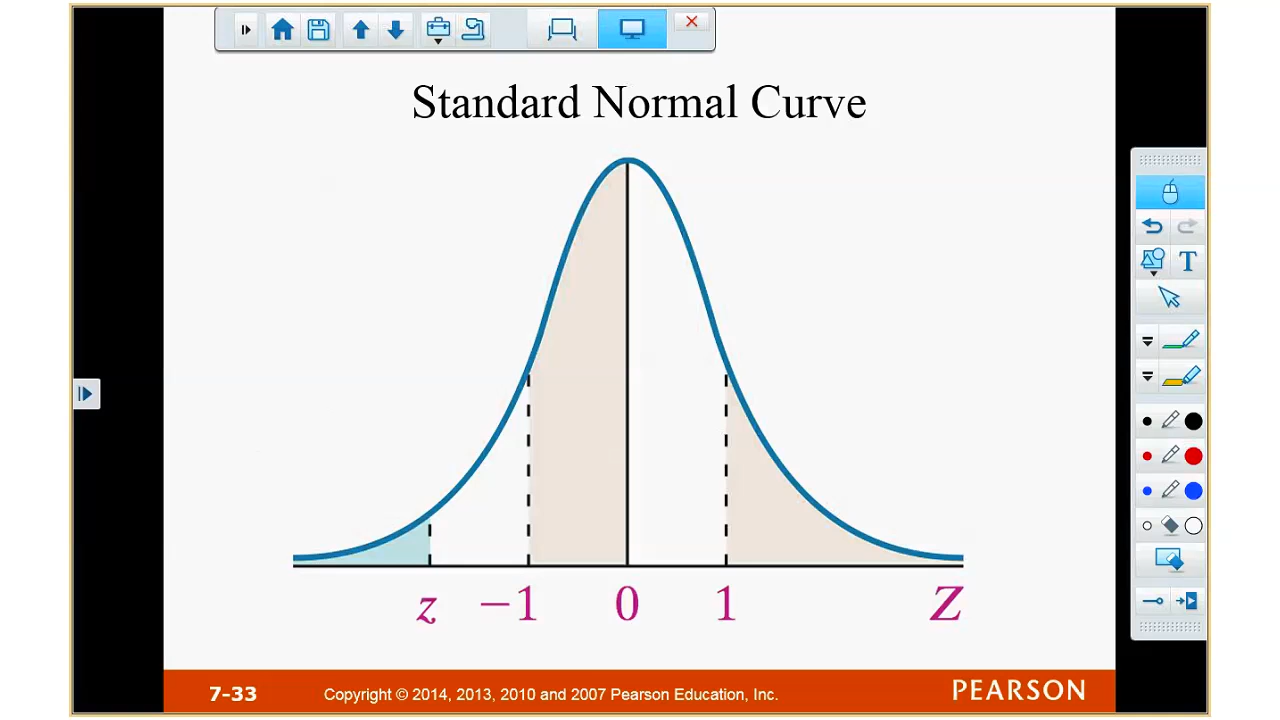 Standard Normal Curve
T
z −1 0 1 Z
7-33 Copyright © 2014, 2013, 2010 and 2007 Pearson Education, Inc. PEARSON